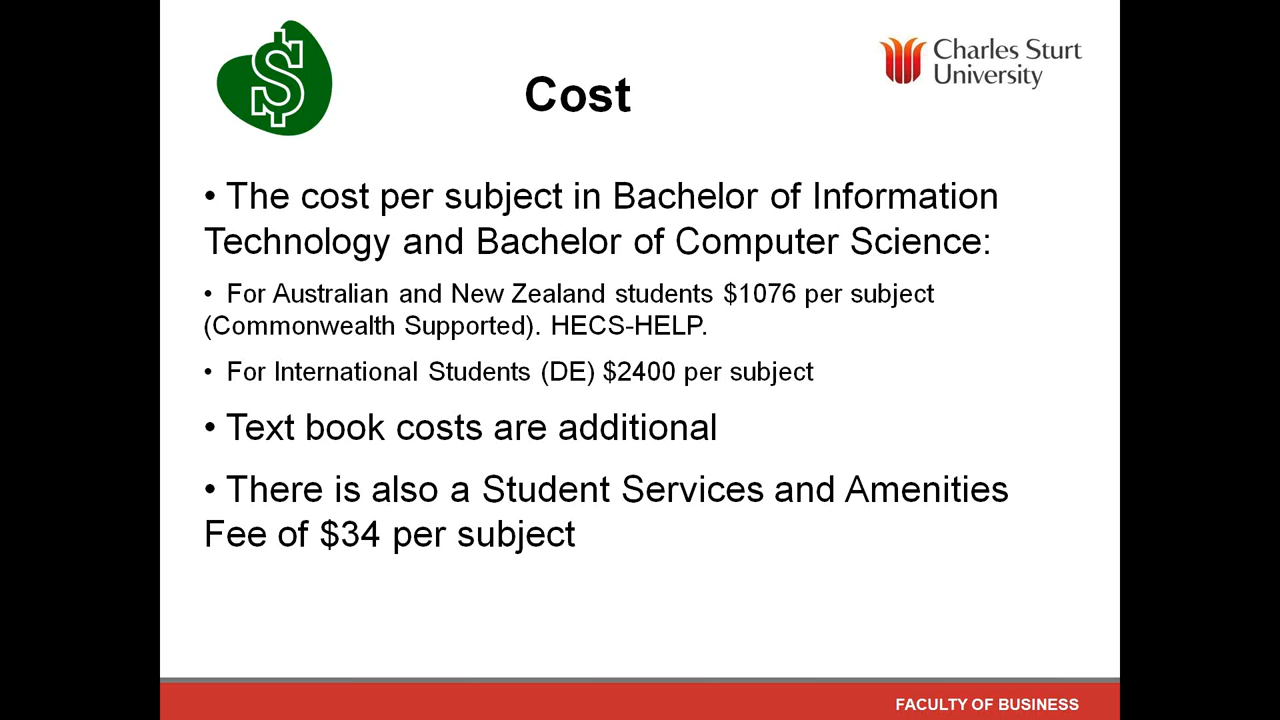 Charles Sturt
University
Cost
• The cost per subject in Bachelor of Information
Technology and Bachelor of Computer Science:
• For Australian and New Zealand students $1076 per subject
(Commonwealth Supported). HECS-HELP.
• For International Students (DE) $2400 per subject
• Text book costs are additional
• There is also a Student Services and Amenities
Fee of $34 per subject
FACULTY OF BUSINESS